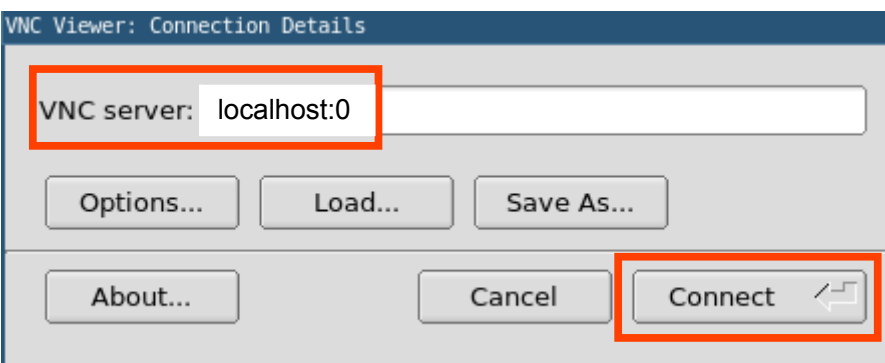 VNC Viewer: Connection Details
VNC server: localhost:0
Options... Load... Save As...
About... Cancel Connect